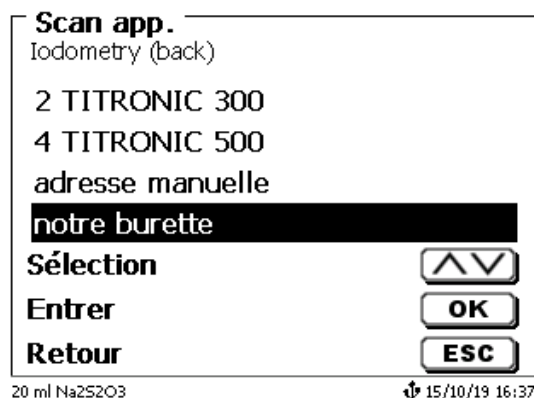 Scan app.
Iodometry (back)
2 TITRONIC 300
4 TITRONIC 500
adresse manuelle
notre burette
Sélection
Entrer OK
Retour ESC
20 ml Na2S2O3 15/10/19 16:37